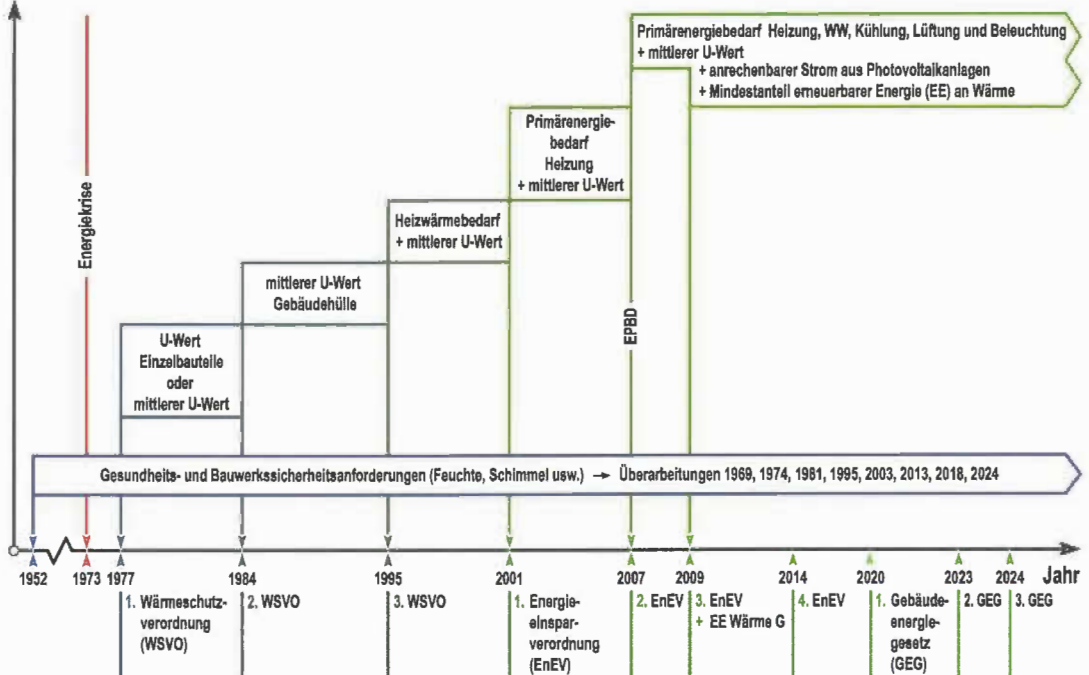 Primärenergiebedarf Heizung, WW, Kühlung, Lüftung und Beleuchtung
+ mittlerer U-Wert
+ anrechenbarer Strom aus Photovoltaikanlagen
+ Mindestanteil erneuerbarer Energie (EE) an Wärme
Primärenergie-
bedarf
Heizung
+ mittlerer U-Wert
Heizwärmebedarf
+ mittlerer U-Wert
mittlerer U-Wert
Gebäudehülle
U-Wert
Einzelbauteile
oder
mittlerer U-Wert
Energiekrise
EPBD
Gesundheits- und Bauwerkssicherheitsanforderungen (Feuchte, Schimmel usw.) → Überarbeitungen 1969, 1974, 1981, 1995, 2003, 2013, 2018, 2024
1952 1973 1977 1984 1995 2001 2007 2009 2014 2020 2023 2024 Jahr
1. Wärmeschutz-
verordnung
(WSVO)
2. WSVO
3. WSVO
1. Energie-
einspar-
verordnung
(EnEV)
2. EnEV
3. EnEV
+ EE Wärme G
4. EnEV
1. Gebäude-
energie-
gesetz
(GEG)
2. GEG
3. GEG